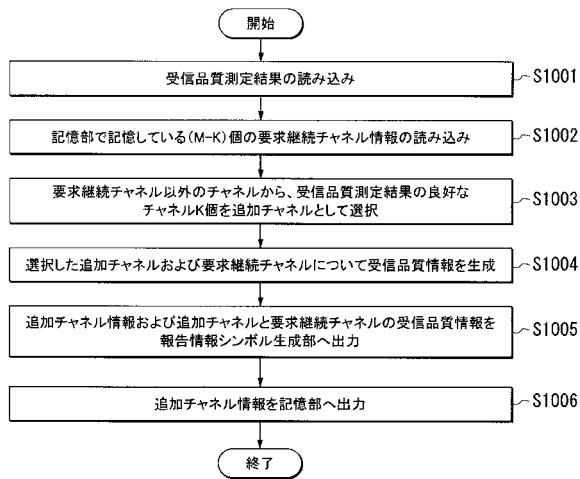 開始
受信品質測定結果の読み込み
S1001
記憶部で記憶している(M-K)個の要求継続チャネル情報の読み込み
S1002
要求継続チャネル以外のチャネルから、受信品質測定結果の良好な
チャネルK個を追加チャネルとして選択
S1003
選択した追加チャネルおよび要求継続チャネルについて受信品質情報を生成
S1004
追加チャネル情報および追加チャネルと要求継続チャネルの受信品質情報を
報告情報シンボル生成部へ出力
S1005
追加チャネル情報を記憶部へ出力
S1006
終了